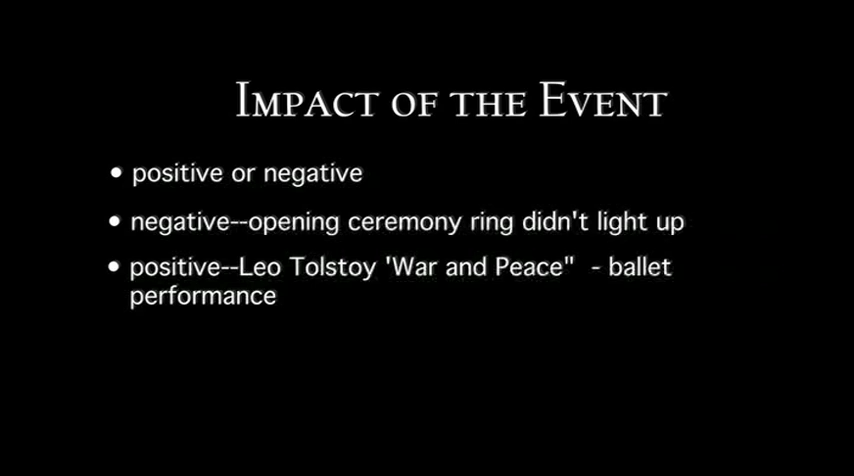 Impact of the Event
• positive or negative
• negative--opening ceremony ring didn't light up
• positive--Leo Tolstoy 'War and Peace" - ballet
performance